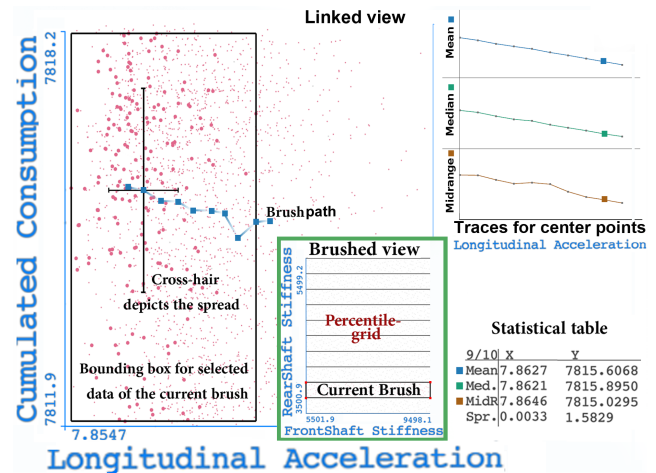 Linked view
Cumulated Consumption
7818.2
7811.9
7.8547
Longitudinal Acceleration
Brushpath
Cross-hair
depicts the spread
Bounding box for selected
data of the current brush
Brushed view
RearShaft Stiffness
5499.2
3500.9
Percentile-
grid
Current Brush
5501.9 9498.1
FrontShaft Stiffness
Mean
Median
Midrange
Traces for center points
Longitudinal Acceleration
Statistical table
9/10 X Y
Mean 7.8627 7815.6068
Med. 7.8621 7815.8950
MidR 7.8646 7815.0295
Spr. 0.0033 1.5829